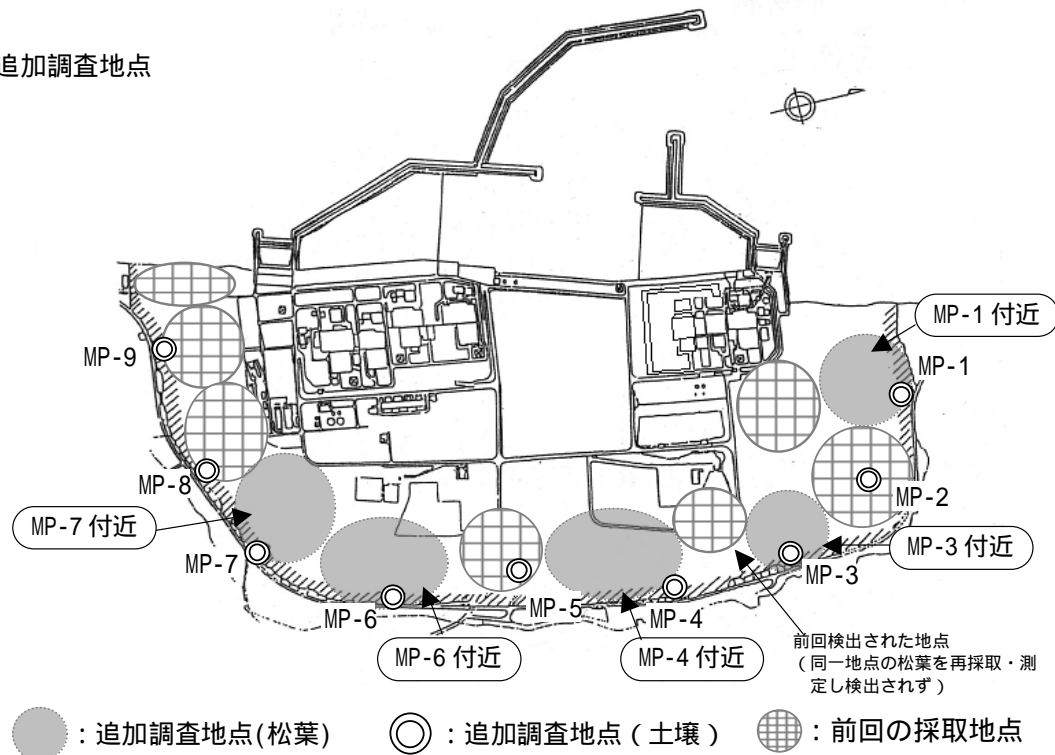 追加調査地点
MP-1 付近
MP-1
MP-9
MP-8
MP-2
MP-7 付近
MP-3 付近
MP-7
MP-3
MP-6
MP-5
MP-4
MP-6 付近
MP-4 付近
前回検出された地点
（同一地点の松葉を再採取・測
定し検出されず）
：追加調査地点(松葉)
：追加調査地点（土壌）
：前回の採取地点